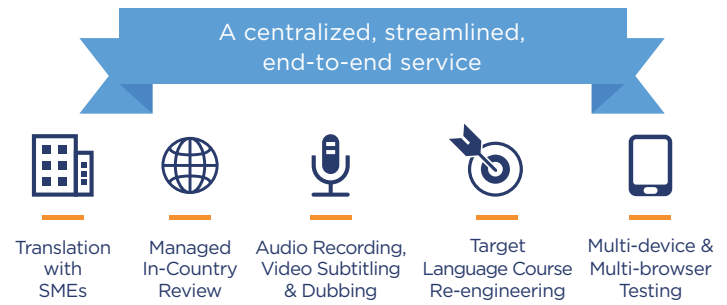 A centralized, streamlined,
end-to-end service
Translation
with
SMEs
Managed
In-Country
Review
Audio Recording,
Video Subtitling
& Dubbing
Target
Language Course
Re-engineering
Multi-device &
Multi-browser
Testing